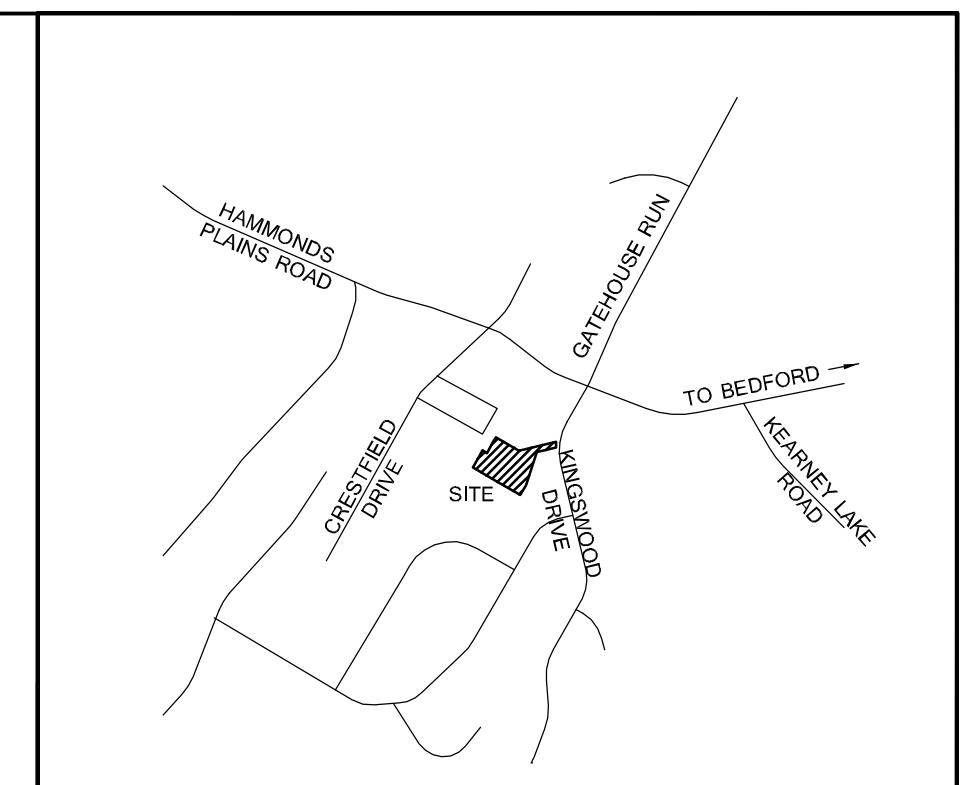 HAMMONDS
PLAINS ROAD
GATEHOUSE RUN
TO BEDFORD
KEARNEY LAKE
ROAD
CRESTFIELD
DRIVE
SITE
KINGSWOOD
DRIVE